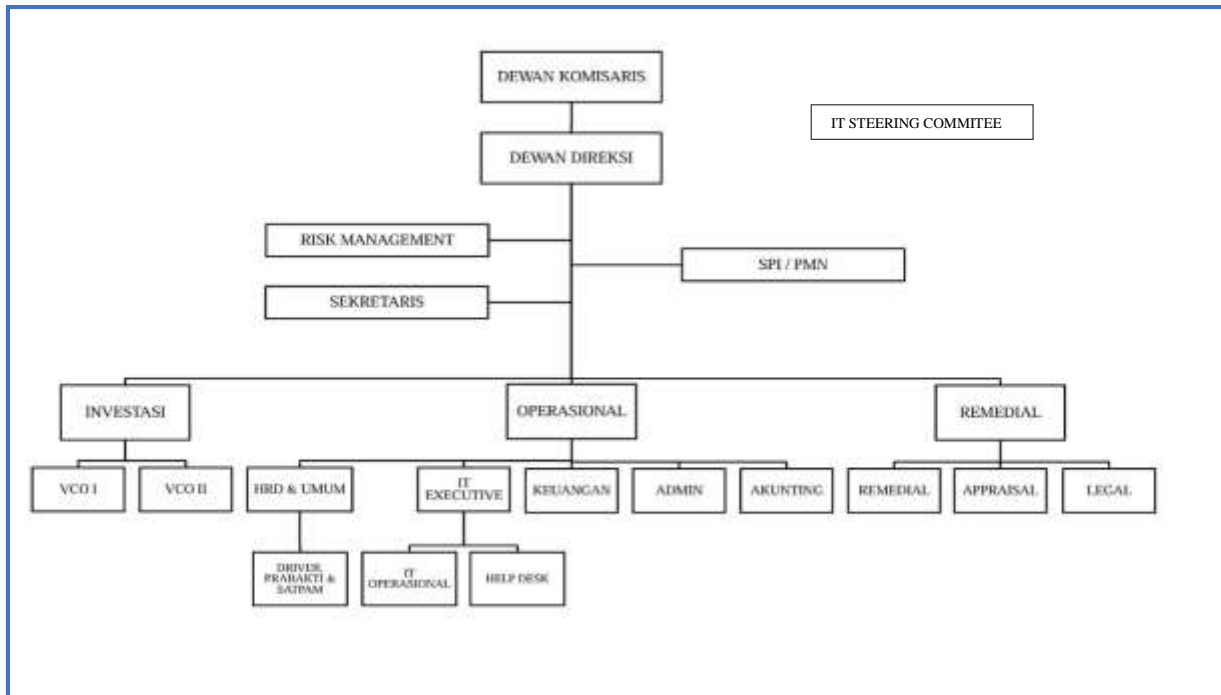 DEWAN KOMISARIS
IT STEERING COMMITEE
DEWAN DIREKSI
RISK MANAGEMENT
SPI / PMN
SEKRETARIS
INVESTASI
OPERASIONAL
REMEDIAL
VCO I
VCO II
HRD & UMUM
IT
EXECUTIVE
KEUANGAN
ADMIN
AKUNTING
REMEDIAL
APPRAISAL
LEGAL
DRIVER,
PRABAKTI &
SATPAM
IT
OPERASIONAL
HELP DESK